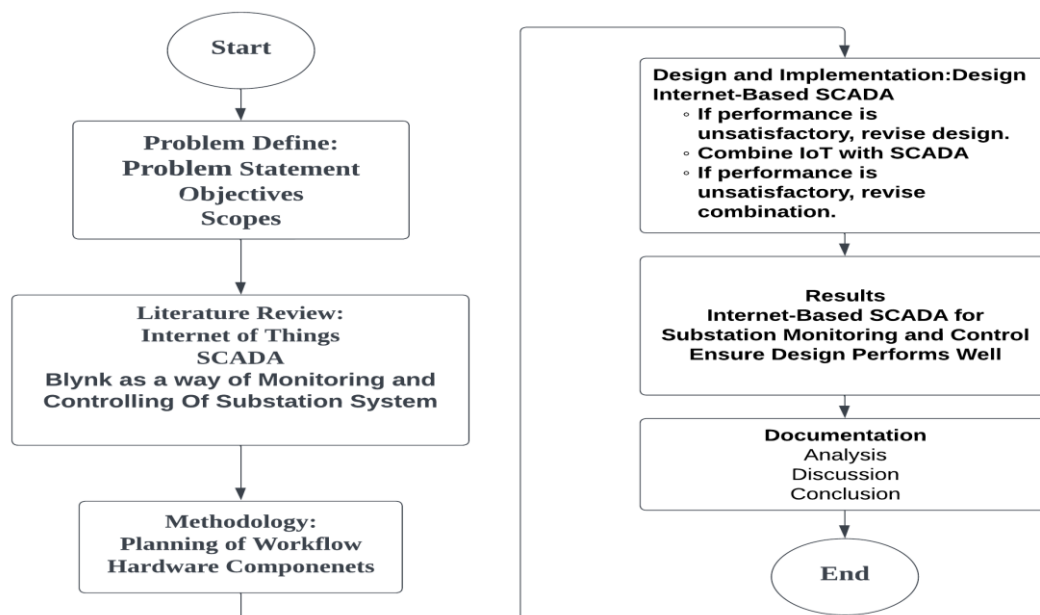 Start
Problem Define:
Problem Statement
Objectives
Scopes
Literature Review:
Internet of Things
SCADA
Blynk as a way of Monitoring and
Controlling Of Substation System
Methodology:
Planning of Workflow
Hardware Componenets
Design and Implementation:Design
Internet-Based SCADA
◦ If performance is
unsatisfactory, revise design.
◦ Combine IoT with SCADA
◦ If performance is
unsatisfactory, revise
combination.
Results
Internet-Based SCADA for
Substation Monitoring and Control
Ensure Design Performs Well
Documentation
Analysis
Discussion
Conclusion
End